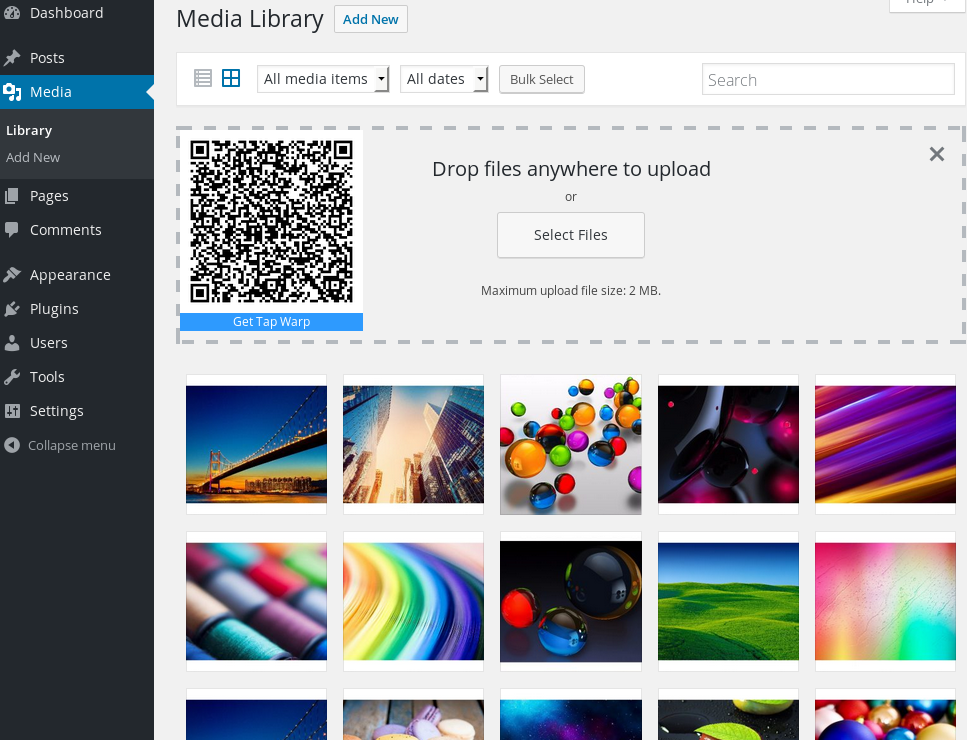 Dashboard
Posts
Media
Library
Add New
Pages
Comments
Appearance
Plugins
Users
Tools
Settings
Collapse menu
Help
Media Library
Add New
All media items
All dates
Bulk Select
Search
Drop files anywhere to upload
or
Select Files
Maximum upload file size: 2 MB.
Get Tap Warp